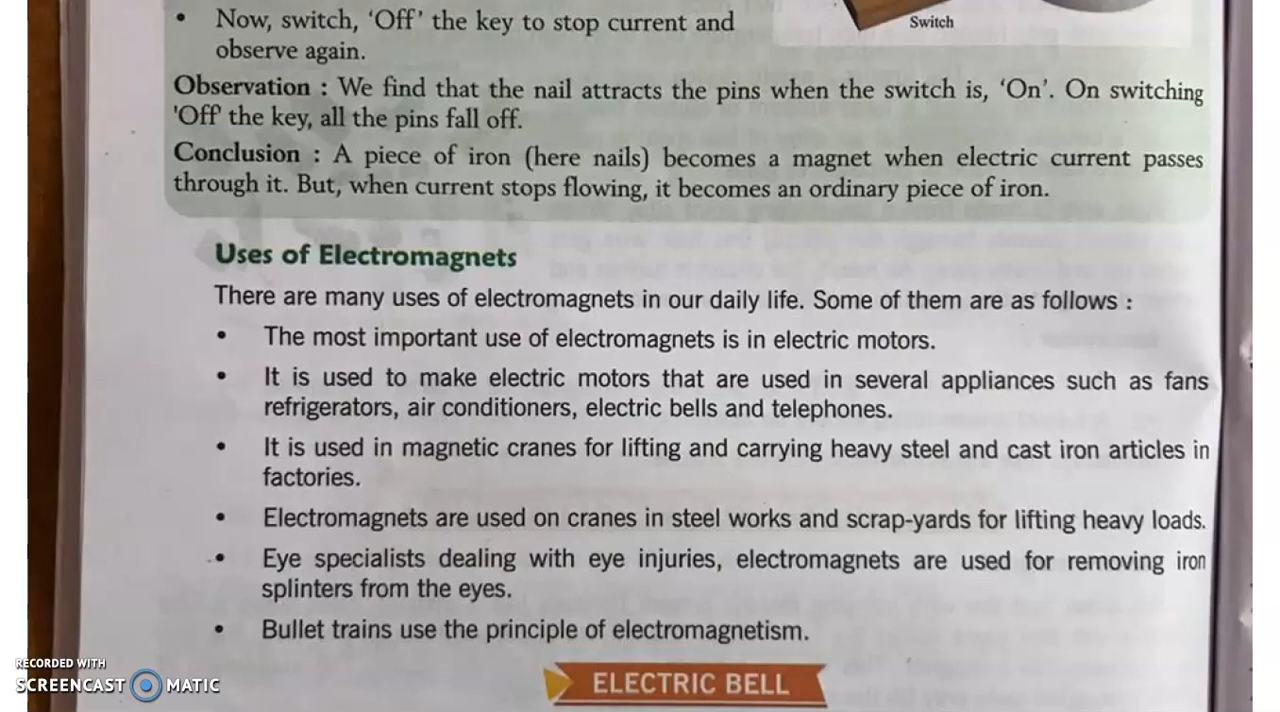 • Now, switch, ‘Off’ the key to stop current and
observe again.
Switch
Observation : We find that the nail attracts the pins when the switch is, ‘On’. On switching
'Off' the key, all the pins fall off.
Conclusion : A piece of iron (here nails) becomes a magnet when electric current passes
through it. But, when current stops flowing, it becomes an ordinary piece of iron.
Uses of Electromagnets
There are many uses of electromagnets in our daily life. Some of them are as follows :
• The most important use of electromagnets is in electric motors.
• It is used to make electric motors that are used in several appliances such as fans
refrigerators, air conditioners, electric bells and telephones.
• It is used in magnetic cranes for lifting and carrying heavy steel and cast iron articles in
factories.
• Electromagnets are used on cranes in steel works and scrap-yards for lifting heavy loads.
• Eye specialists dealing with eye injuries, electromagnets are used for removing iron
splinters from the eyes.
• Bullet trains use the principle of electromagnetism.
ELECTRIC BELL
RECORDED WITH
SCREENCAST MATIC